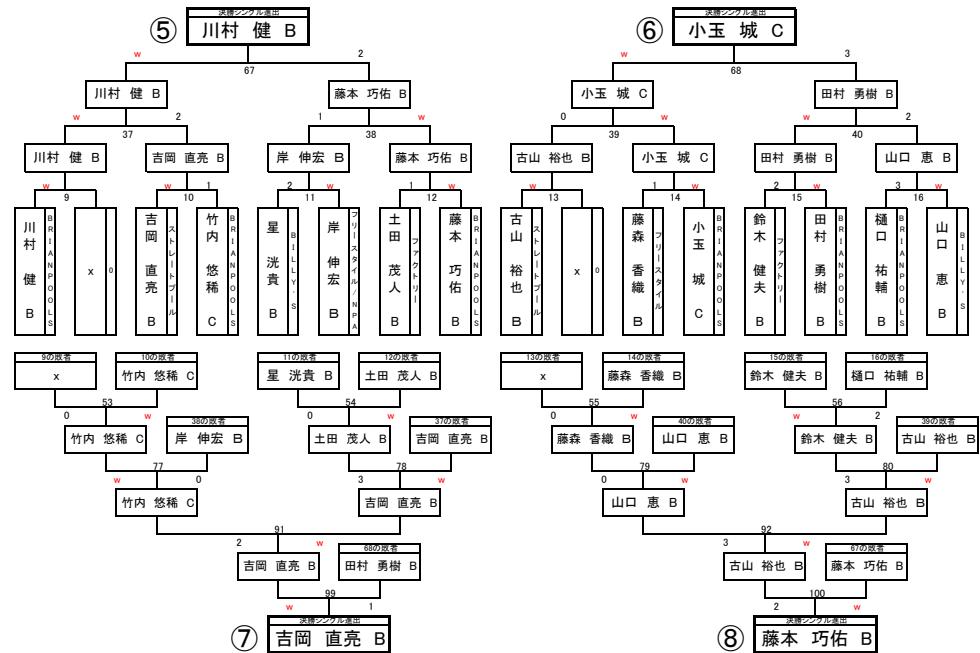 決勝シングル進出
⑤ 川村 健 B
決勝シングル進出
⑥ 小玉 城 C
w 2
67
w 3
68
川村 健 B
藤本 巧佑 B
小玉 城 C
田村 勇樹 B
w 2
37
1 w
38
0 w
39
w 2
40
川村 健 B
吉岡 直亮 B
岸 伸宏 B
藤本 巧佑 B
古山 裕也 B
小玉 城 C
田村 勇樹 B
山口 恵 B
w
9
w 1
10
2 w
11
1 w
12
w
13
1 w
14
2 w
15
3 w
16
川村 健 B
BRIANPOOLS
x
0
吉岡 直亮 B
ストレートプール
竹内 悠稀 C
BRIANPOOLS
星 洸貴 B
BILLY'S
岸 伸宏 B
フリースタイル/NPA
土田 茂人 B
ファクトリー
藤本 巧佑 B
BRIANPOOLS
古山 裕也 B
ストレートプール
x
0
藤森 香織 B
フリースタイル
小玉 城 C
BRIANPOOLS
鈴木 健夫 B
ファクトリー
田村 勇樹 B
BRIANPOOLS
樋口 祐輔 B
BRIANPOOLS
山口 恵 B
BILLY'S
9の敗者
x
10の敗者
竹内 悠稀 C
11の敗者
星 洸貴 B
12の敗者
土田 茂人 B
13の敗者
x
14の敗者
藤森 香織 B
15の敗者
鈴木 健夫 B
16の敗者
樋口 祐輔 B
53
0 w
54
0 w
55
0 w
56
w 2
竹内 悠稀 C
38の敗者
岸 伸宏 B
土田 茂人 B
37の敗者
吉岡 直亮 B
藤森 香織 B
40の敗者
山口 恵 B
鈴木 健夫 B
39の敗者
古山 裕也 B
77
w 0
78
3 w
79
0 w
80
3 w
竹内 悠稀 C
吉岡 直亮 B
山口 恵 B
古山 裕也 B
91
2 w
92
3 w
吉岡 直亮 B
68の敗者
田村 勇樹 B
古山 裕也 B
67の敗者
藤本 巧佑 B
99
w 1
100
2 w
決勝シングル進出
⑦ 吉岡 直亮 B
決勝シングル進出
⑧ 藤本 巧佑 B